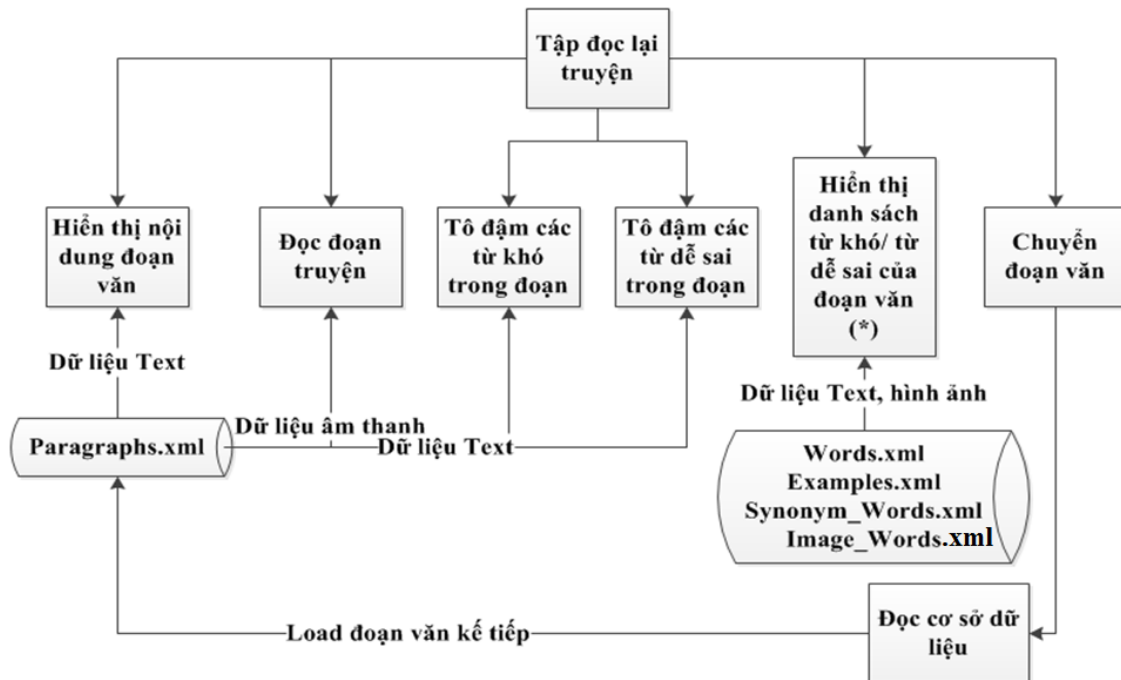 Tập đọc lại
truyện
Hiển thị nội
dung đoạn
văn
Đọc đoạn
truyện
Tô đậm các
từ khó
trong đoạn
Tô đậm các
từ dễ sai
trong đoạn
Hiển thị
danh sách
từ khó/ từ
dễ sai của
đoạn văn
(*)
Chuyển
đoạn văn
Dữ liệu Text
Dữ liệu Text, hình ảnh
Dữ liệu âm thanh
Paragraphs.xml
Dữ liệu Text
Words.xml
Examples.xml
Synonym_Words.xml
Image_Words.xml
Load đoạn văn kế tiếp
Đọc cơ sở dữ
liệu